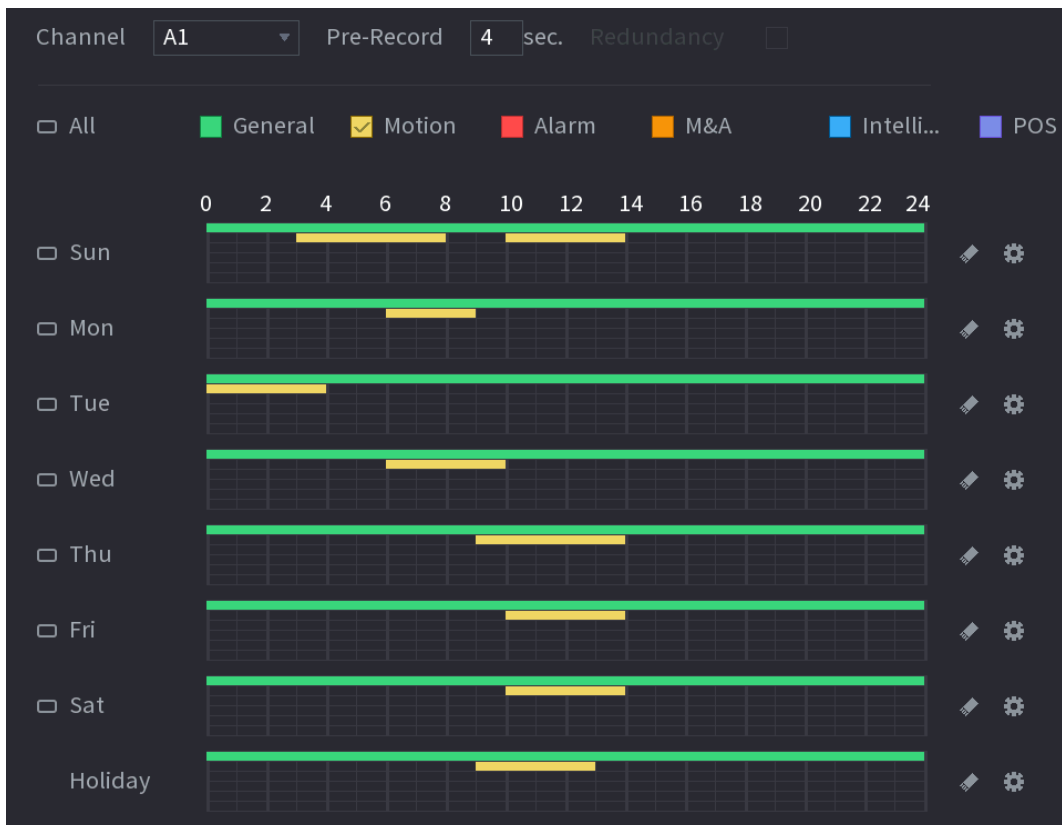 Channel A1 Pre-Record 4 sec. Redundancy
All General Motion Alarm M&A Intelli... POS
0 2 4 6 8 10 12 14 16 18 20 22 24
Sun
Mon
Tue
Wed
Thu
Fri
Sat
Holiday